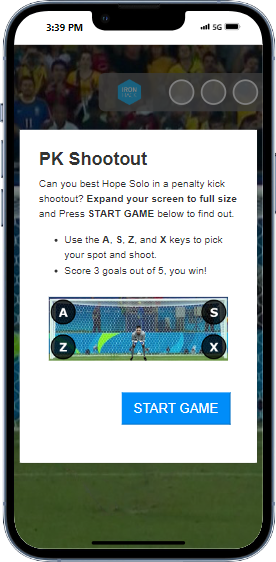 3:39 PM
5G
IRON
PK Shootout
Can you best Hope Solo in a penalty kick
shootout? Expand your screen to full size
and Press START GAME below to find out.
Use the A, S, Z, and X keys to pick
your spot and shoot.
Score 3 goals out of 5, you win!
A S
Z X
START GAME